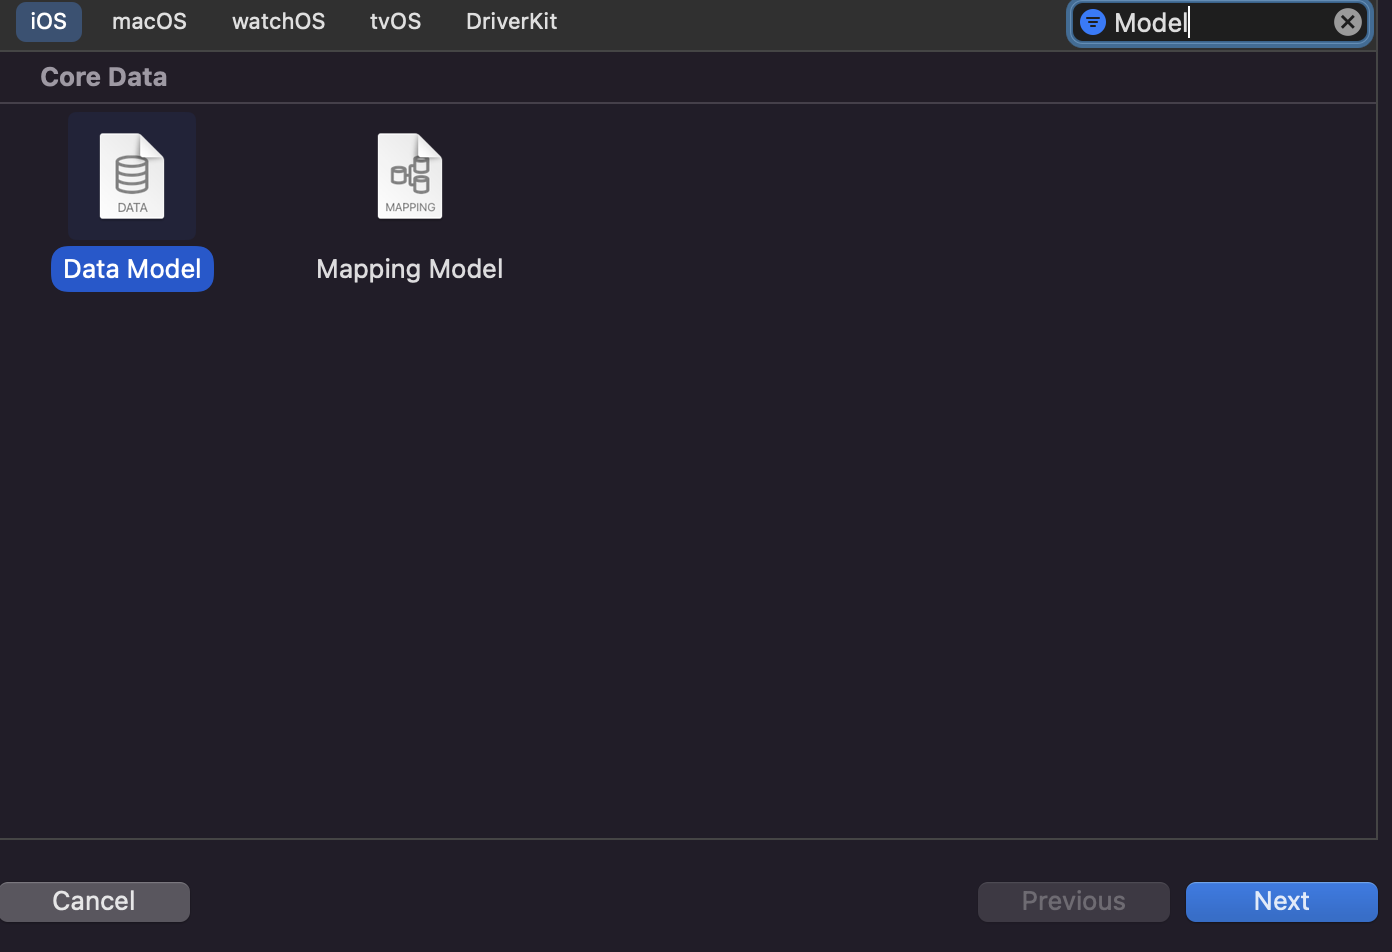 iOS macOS watchOS tvOS DriverKit Model
Core Data
DATA MAPPING
Data Model Mapping Model
Cancel Previous Next